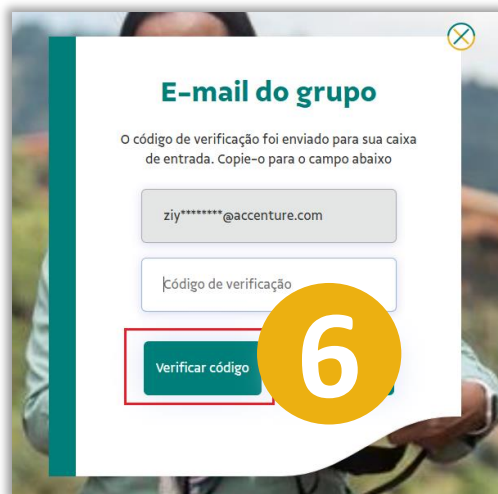 E-mail do grupo
O código de verificação foi enviado para sua caixa
de entrada. Copie-o para o campo abaixo
ziy********@accenture.com
Código de verificação
Verificar código
6